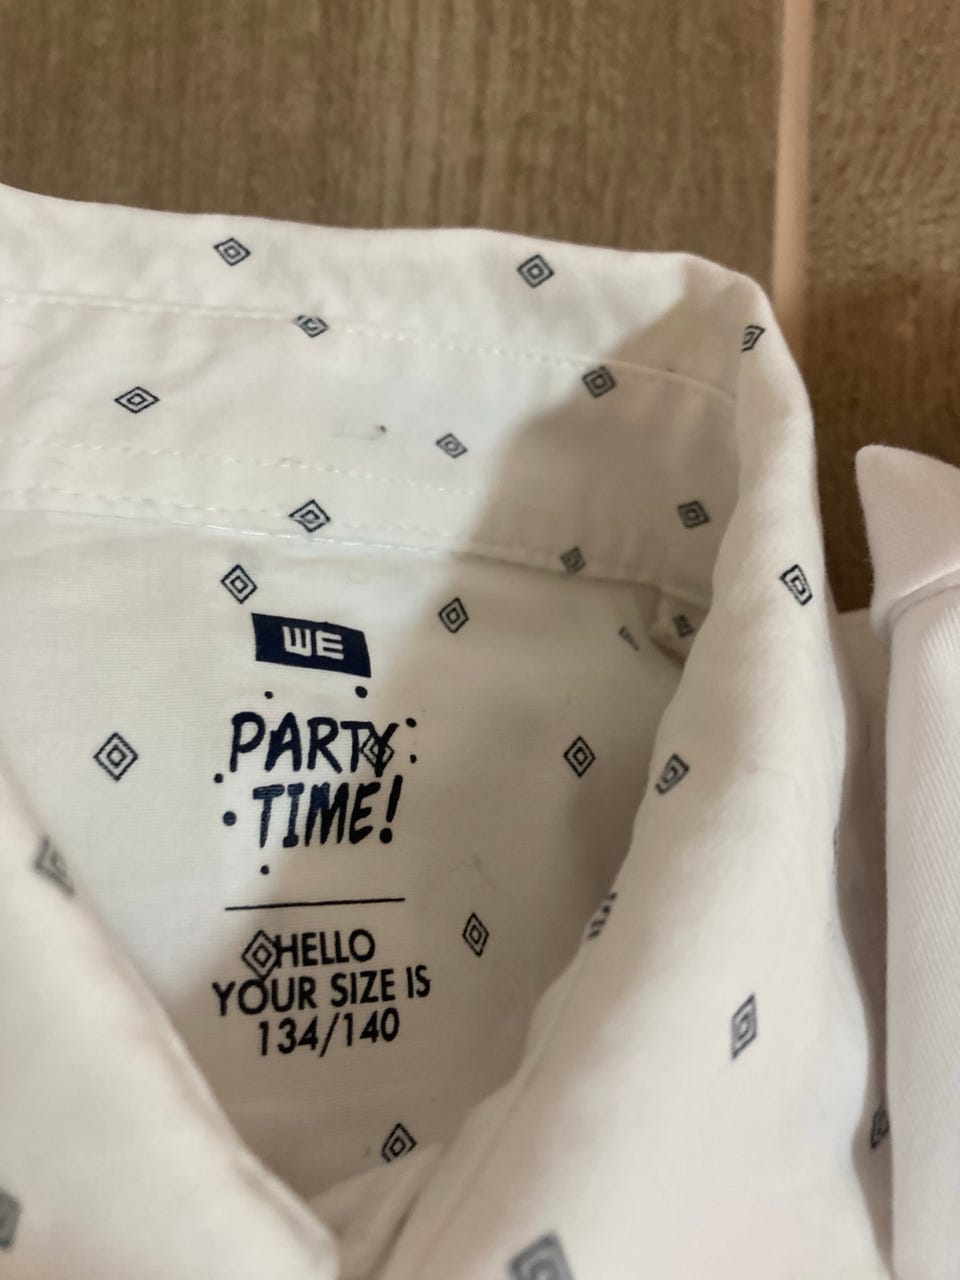 WE
PARTY
TIME!
HELLO
YOUR SIZE IS
134/140